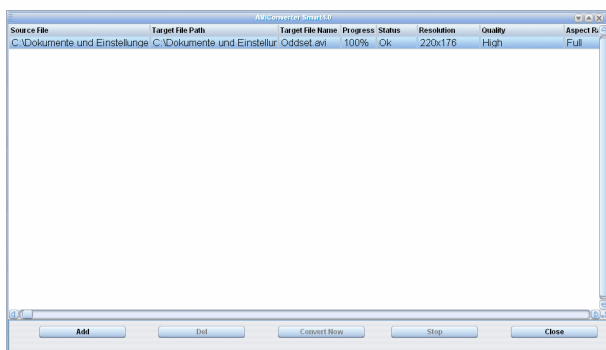 AVIConverter Smart4.0
Source File Target File Path Target File Name Progress Status Resolution Quality Aspect Ra
C:\Dokumente und Einstellunge C:\Dokumente und Einstellur Oddset.avi 100% Ok 220x176 High Full
Add Del Convert Now Stop Close